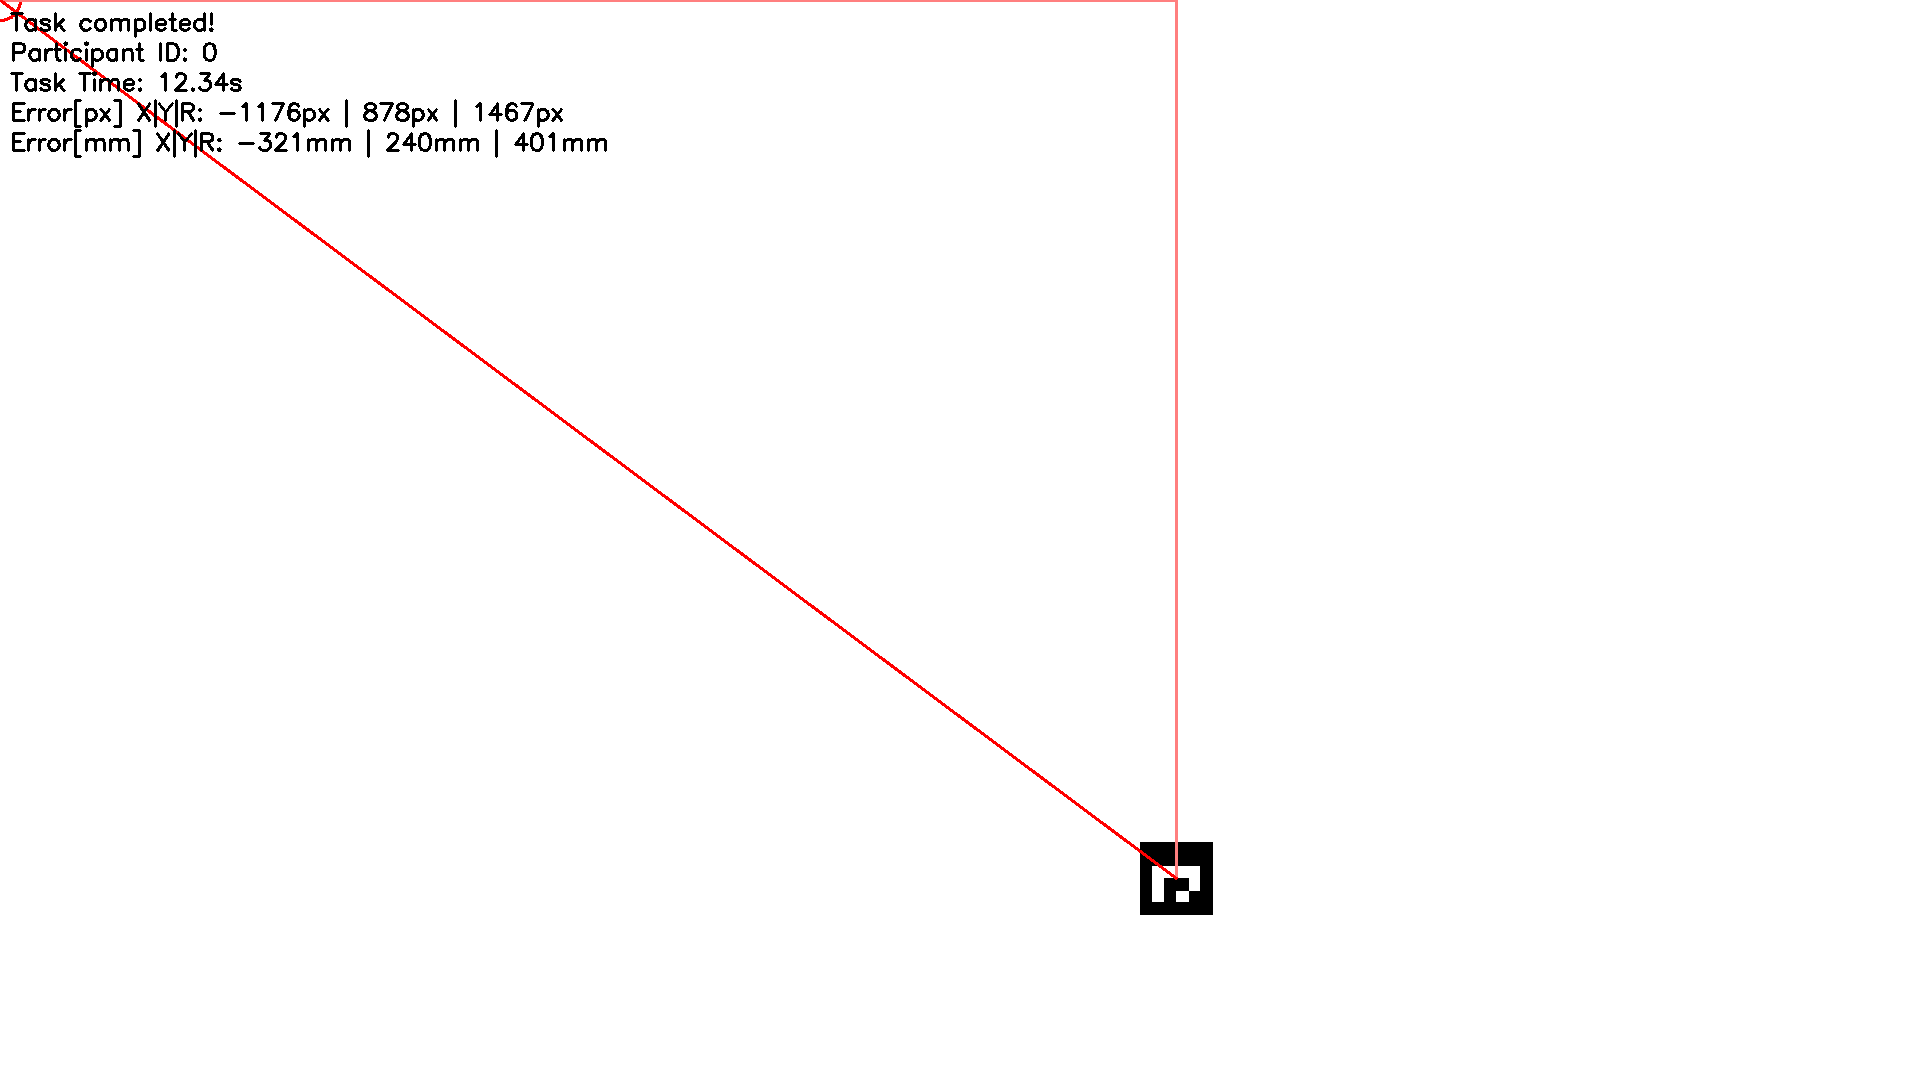 Task completed!
Participant ID: 0
Task Time: 12.34s
Error[px] X|Y|R: -1176px | 878px | 1467px
Error[mm] X|Y|R: -321mm | 240mm | 401mm